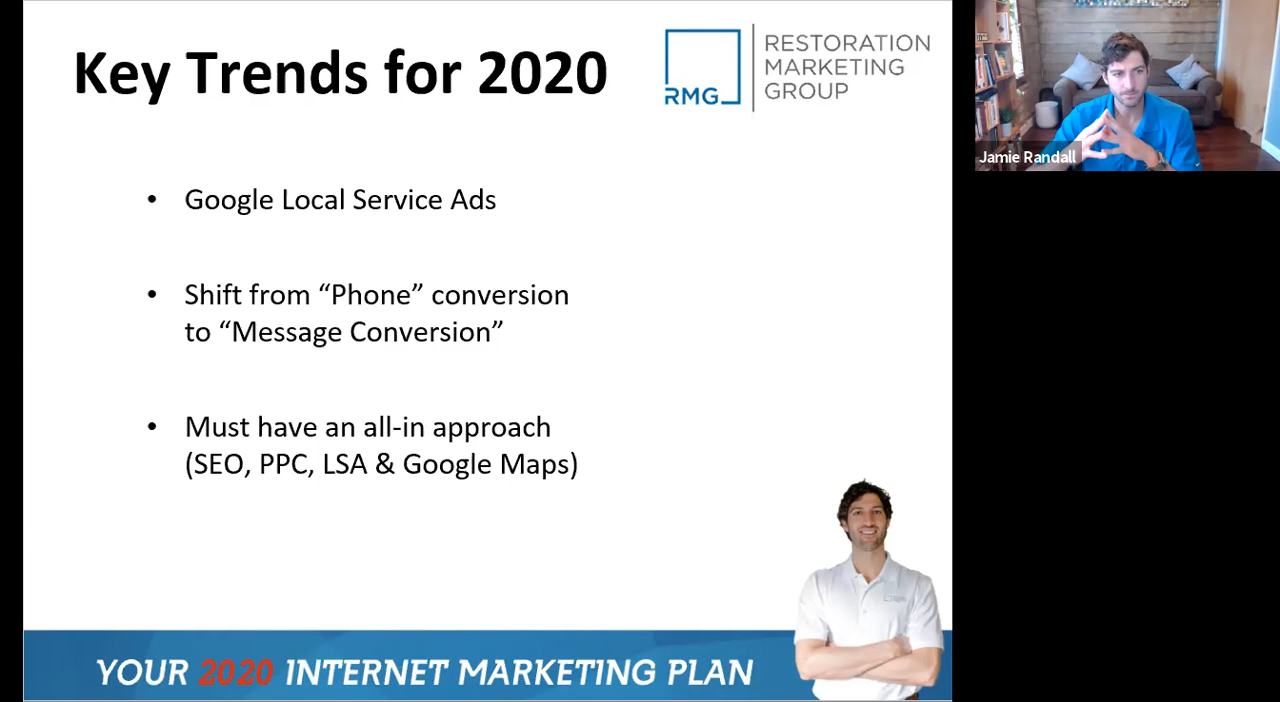 Key Trends for 2020
RESTORATION
MARKETING
GROUP
RMG
• Google Local Service Ads
• Shift from “Phone” conversion
to “Message Conversion”
• Must have an all-in approach
(SEO, PPC, LSA & Google Maps)
YOUR 2020 INTERNET MARKETING PLAN
Jamie Randall